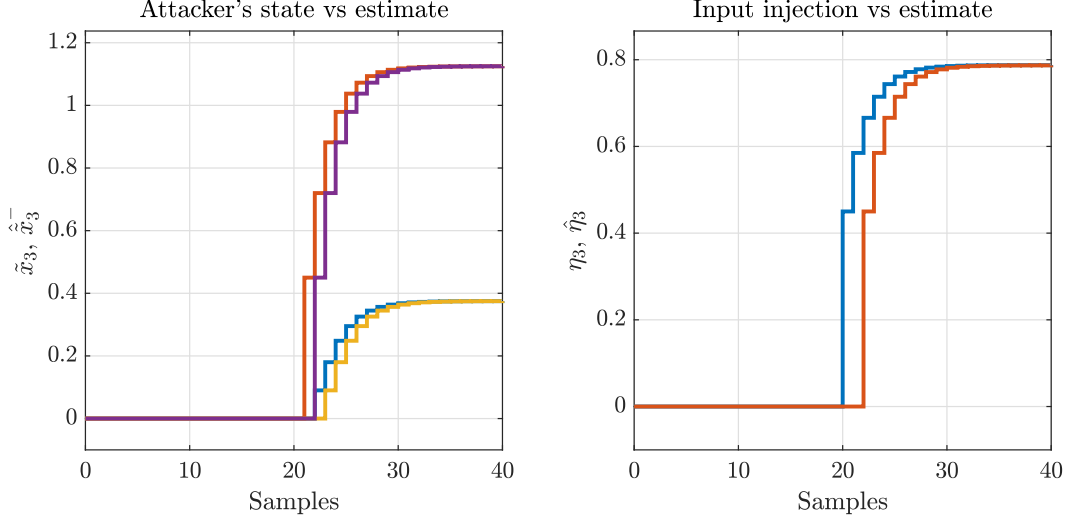 Attacker's state vs estimate
1.2
1
0.8
0.6
0.4
0.2
0
0 10 20 30 40
Samples
x̃₃, x̃̂₃⁻
Input injection vs estimate
0.8
0.6
0.4
0.2
0
0 10 20 30 40
Samples
η₃, η̂₃